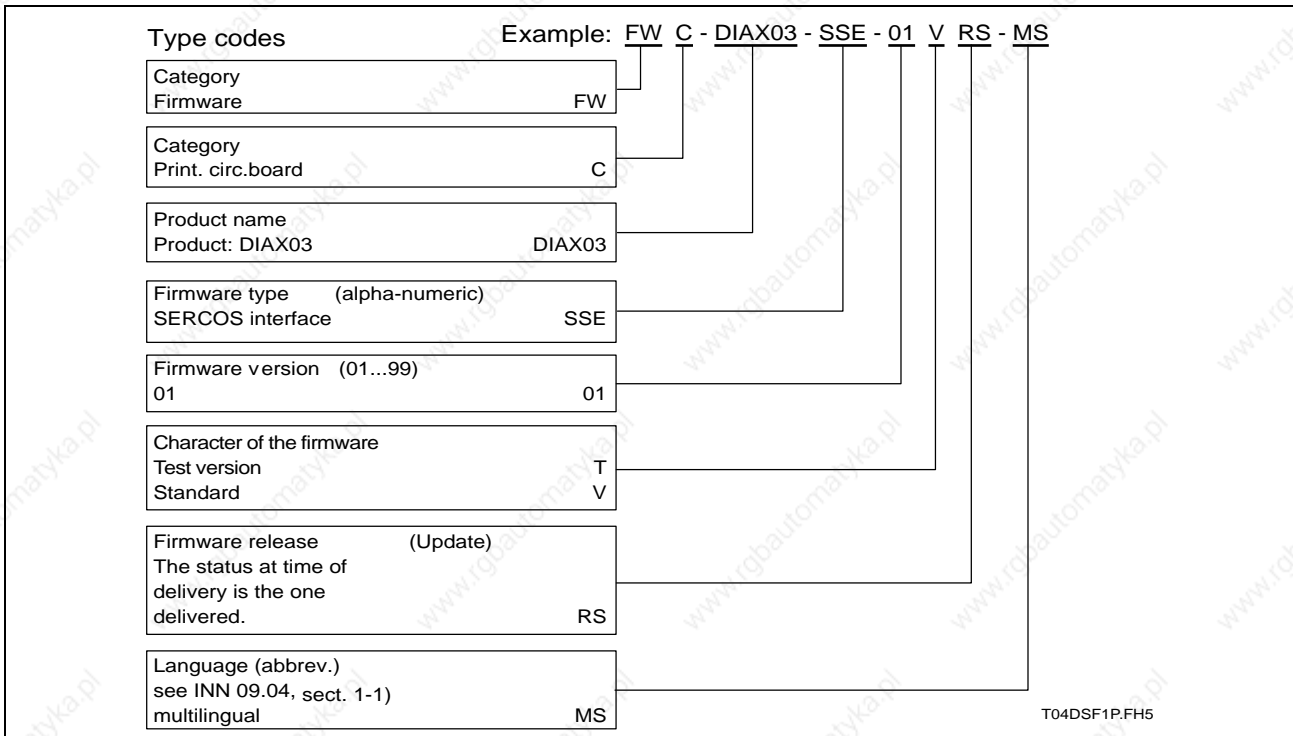 Type codes Example: FW C - DIAX03 - SSE - 01 V RS - MS
Category
Firmware FW
Category
Print. circ.board C
Product name
Product: DIAX03 DIAX03
Firmware type (alpha-numeric)
SERCOS interface SSE
Firmware version (01...99)
01 01
Character of the firmware
Test version T
Standard V
Firmware release (Update)
The status at time of
delivery is the one
delivered. RS
Language (abbrev.)
see INN 09.04, sect. 1-1)
multilingual MS
T04DSF1P.FH5
www.rgbautomatyka.pl